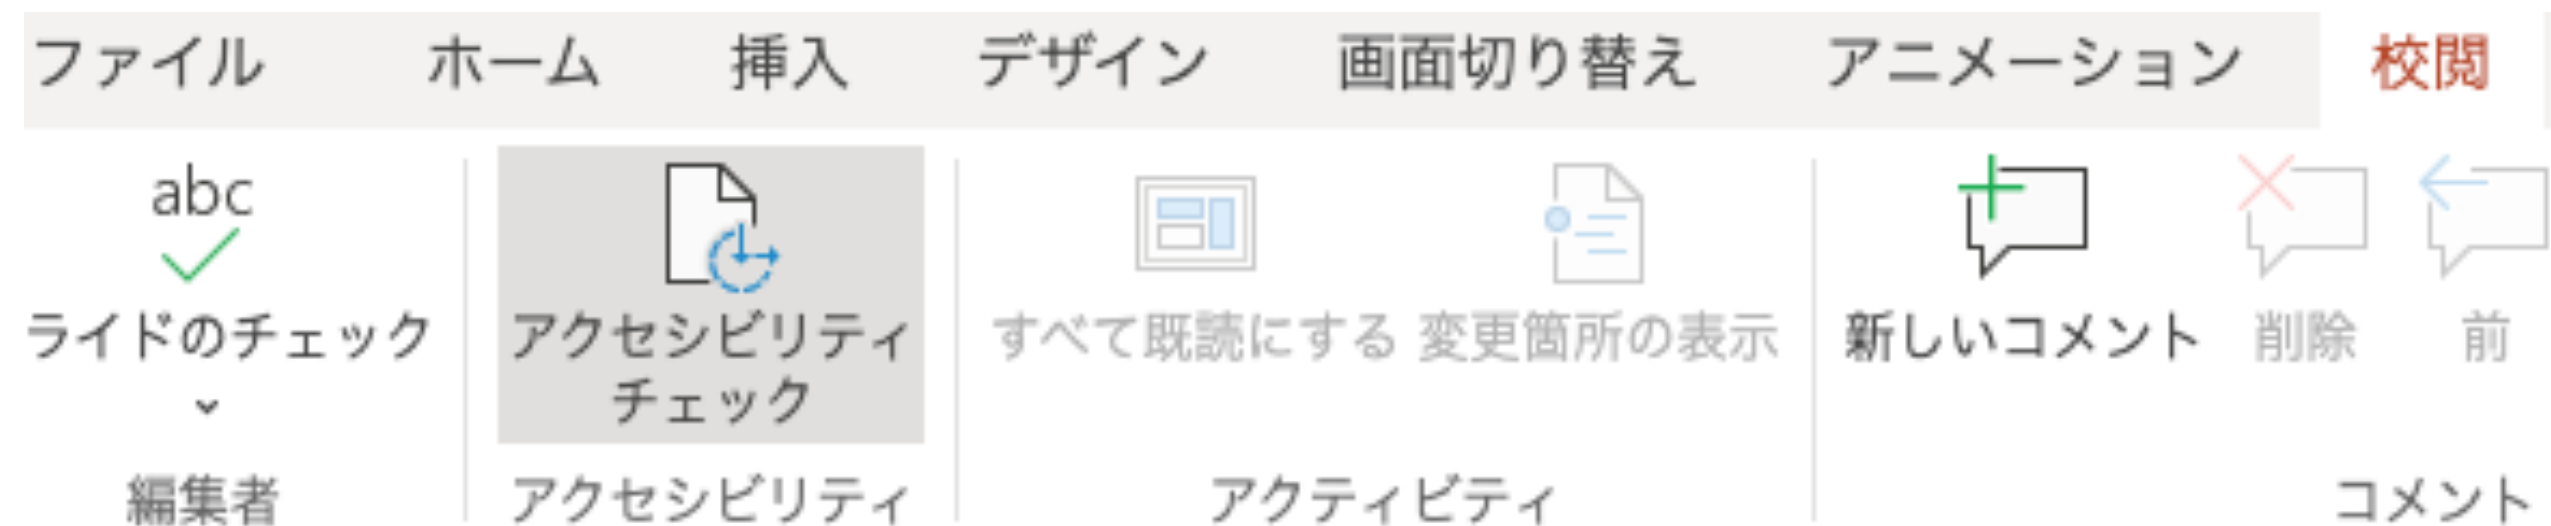 ファイル ホーム 挿入 デザイン 画面切り替え アニメーション 校閲
abc
ライドのチェック アクセシビリティ すべて既読にする 変更箇所の表示 新しいコメント 削除 前
チェック
編集者 アクセシビリティ アクティビティ コメント